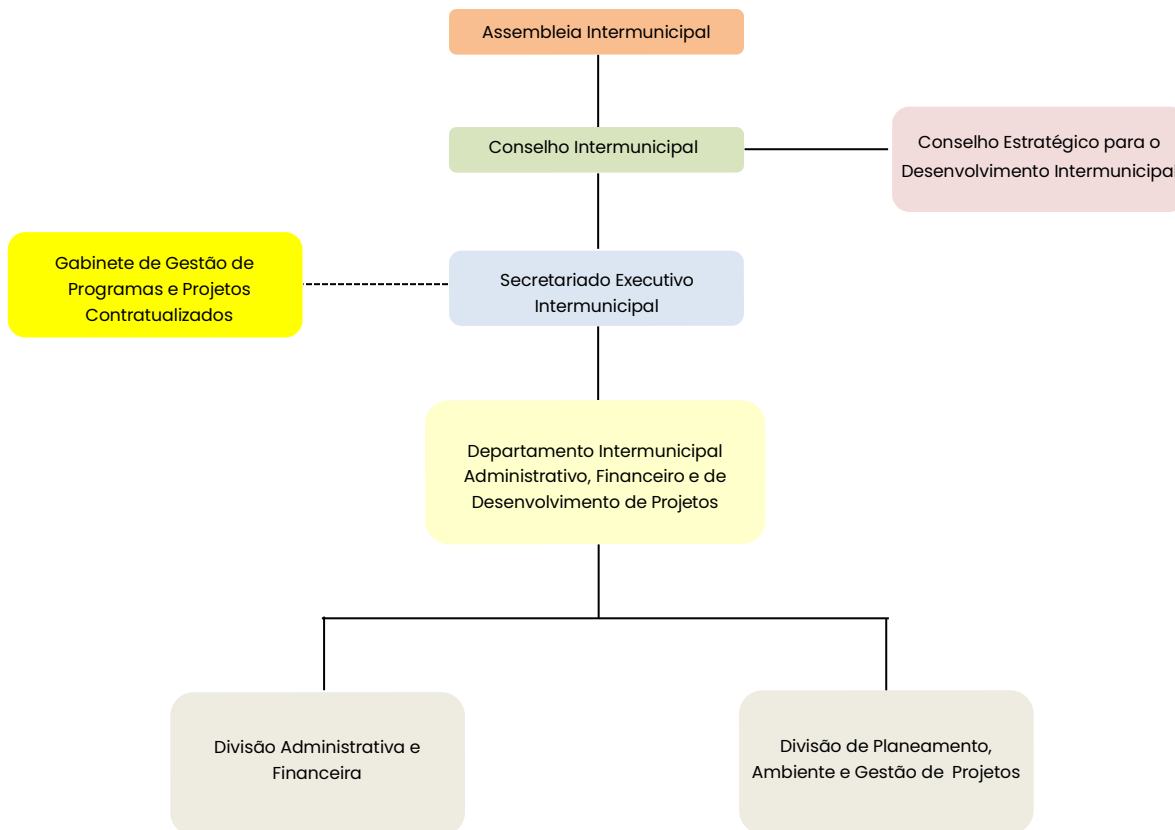 Assembleia Intermunicipal
Conselho Intermunicipal
Conselho Estratégico para o
Desenvolvimento Intermunicipal
Gabinete de Gestão de
Programas e Projetos
Contratualizados
Secretariado Executivo
Intermunicipal
Departamento Intermunicipal
Administrativo, Financeiro e de
Desenvolvimento de Projetos
Divisão Administrativa e
Financeira
Divisão de Planeamento,
Ambiente e Gestão de Projetos